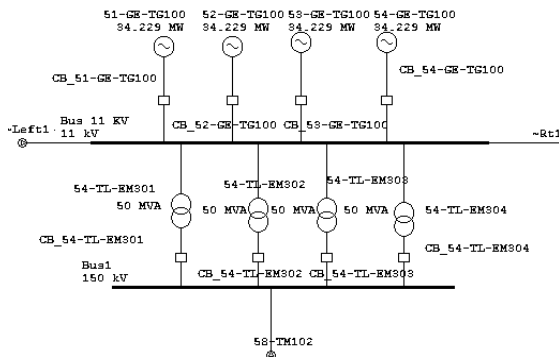 51-GE-TG100 52-GE-TG100 53-GE-TG100 54-GE-TG100
34.229 MW 34.229 MW 34.229 MW 34.229 MW
CB_51-GE-TG100 CB_54-GE-TG100
Bus 11 KV CB_52-GE-TG100 CB_53-GE-TG100
~Left1 11 kV ~Rt1
54-TL-EM301 54-TL-EM302 54-TL-EM303
50 MVA 50 MVA 50 MVA 50 MVA 54-TL-EM304
CB_54-TL-EM301 CB_54-TL-EM304
Bus1 CB_54-TL-EM302 CB_54-TL-EM303
150 kV
58-TM102